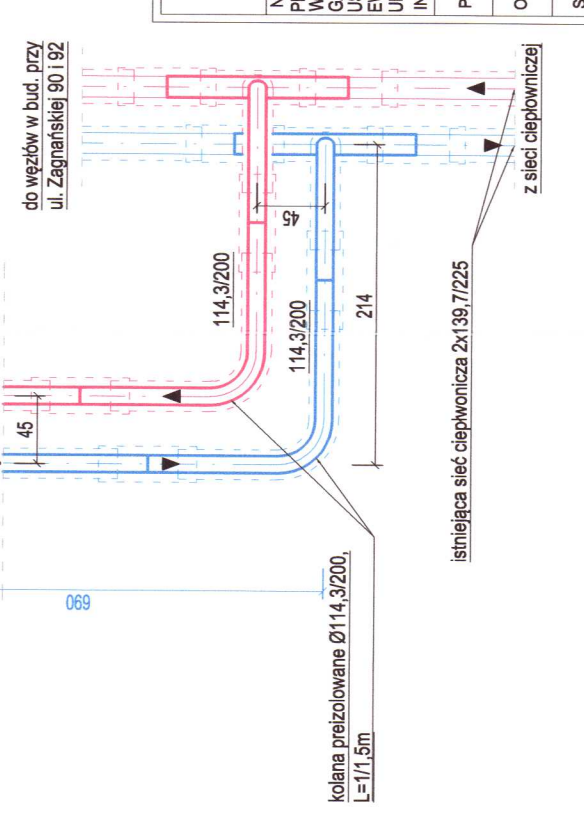 do węzłów w bud. przy
ul. Zagnańskiej 90 i 92
45
114,3/200
45
114,3/200
214
690
kolana preizolowane Ø114,3/200,
L=1/1,5m
istniejąca sieć ciepłwonicza 2x139,7/225
z sieci ciepłowniczej